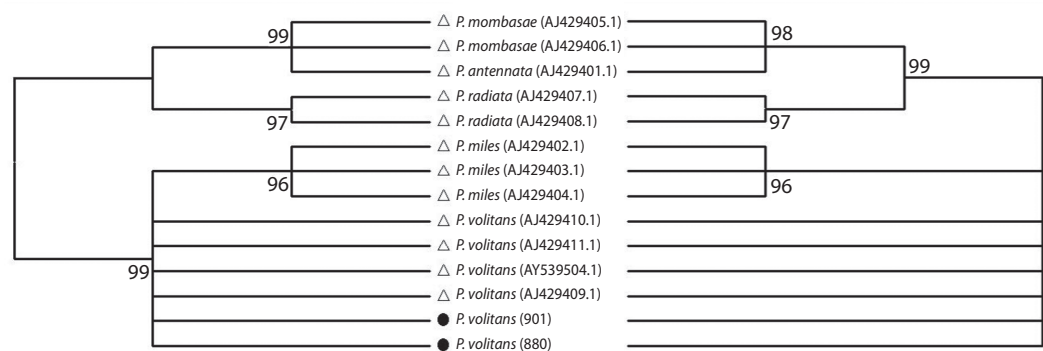 99 P. mombasae (AJ429405.1) 98
P. mombasae (AJ429406.1)
P. antennata (AJ429401.1) 99
P. radiata (AJ429407.1)
97 P. radiata (AJ429408.1) 97
P. miles (AJ429402.1)
P. miles (AJ429403.1)
96 P. miles (AJ429404.1) 96
P. volitans (AJ429410.1)
P. volitans (AJ429411.1)
99 P. volitans (AY539504.1)
P. volitans (AJ429409.1)
P. volitans (901)
P. volitans (880)